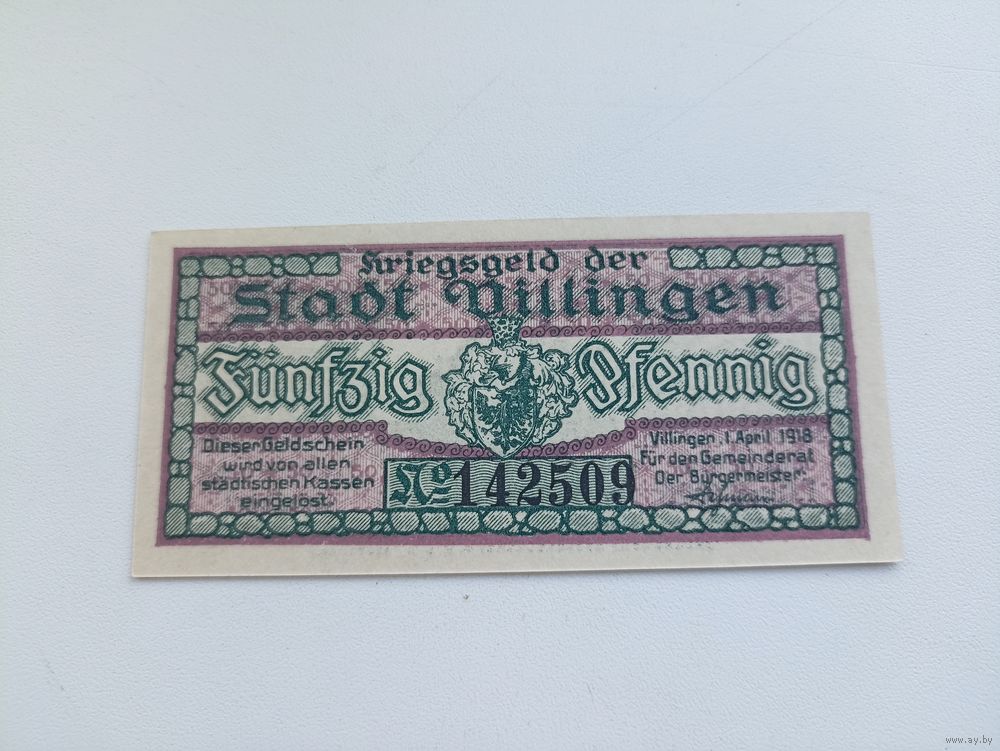 Kriegsgeld der
Stadt Villingen
Fünfzig Pfennig
Dieser Geldschein
wird von allen
städtischen Kassen
eingelöst.
No 142509
Villingen, 1. April 1918
Für den Gemeinderat
Der Bürgermeister:
www.ay.by